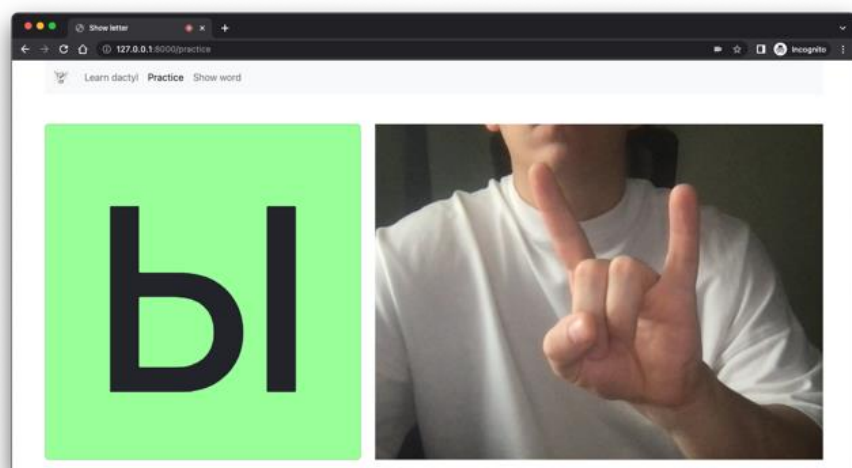 Show letter
127.0.0.1:8000/practice
Incognito
Learn dactyl Practice Show word
Ы